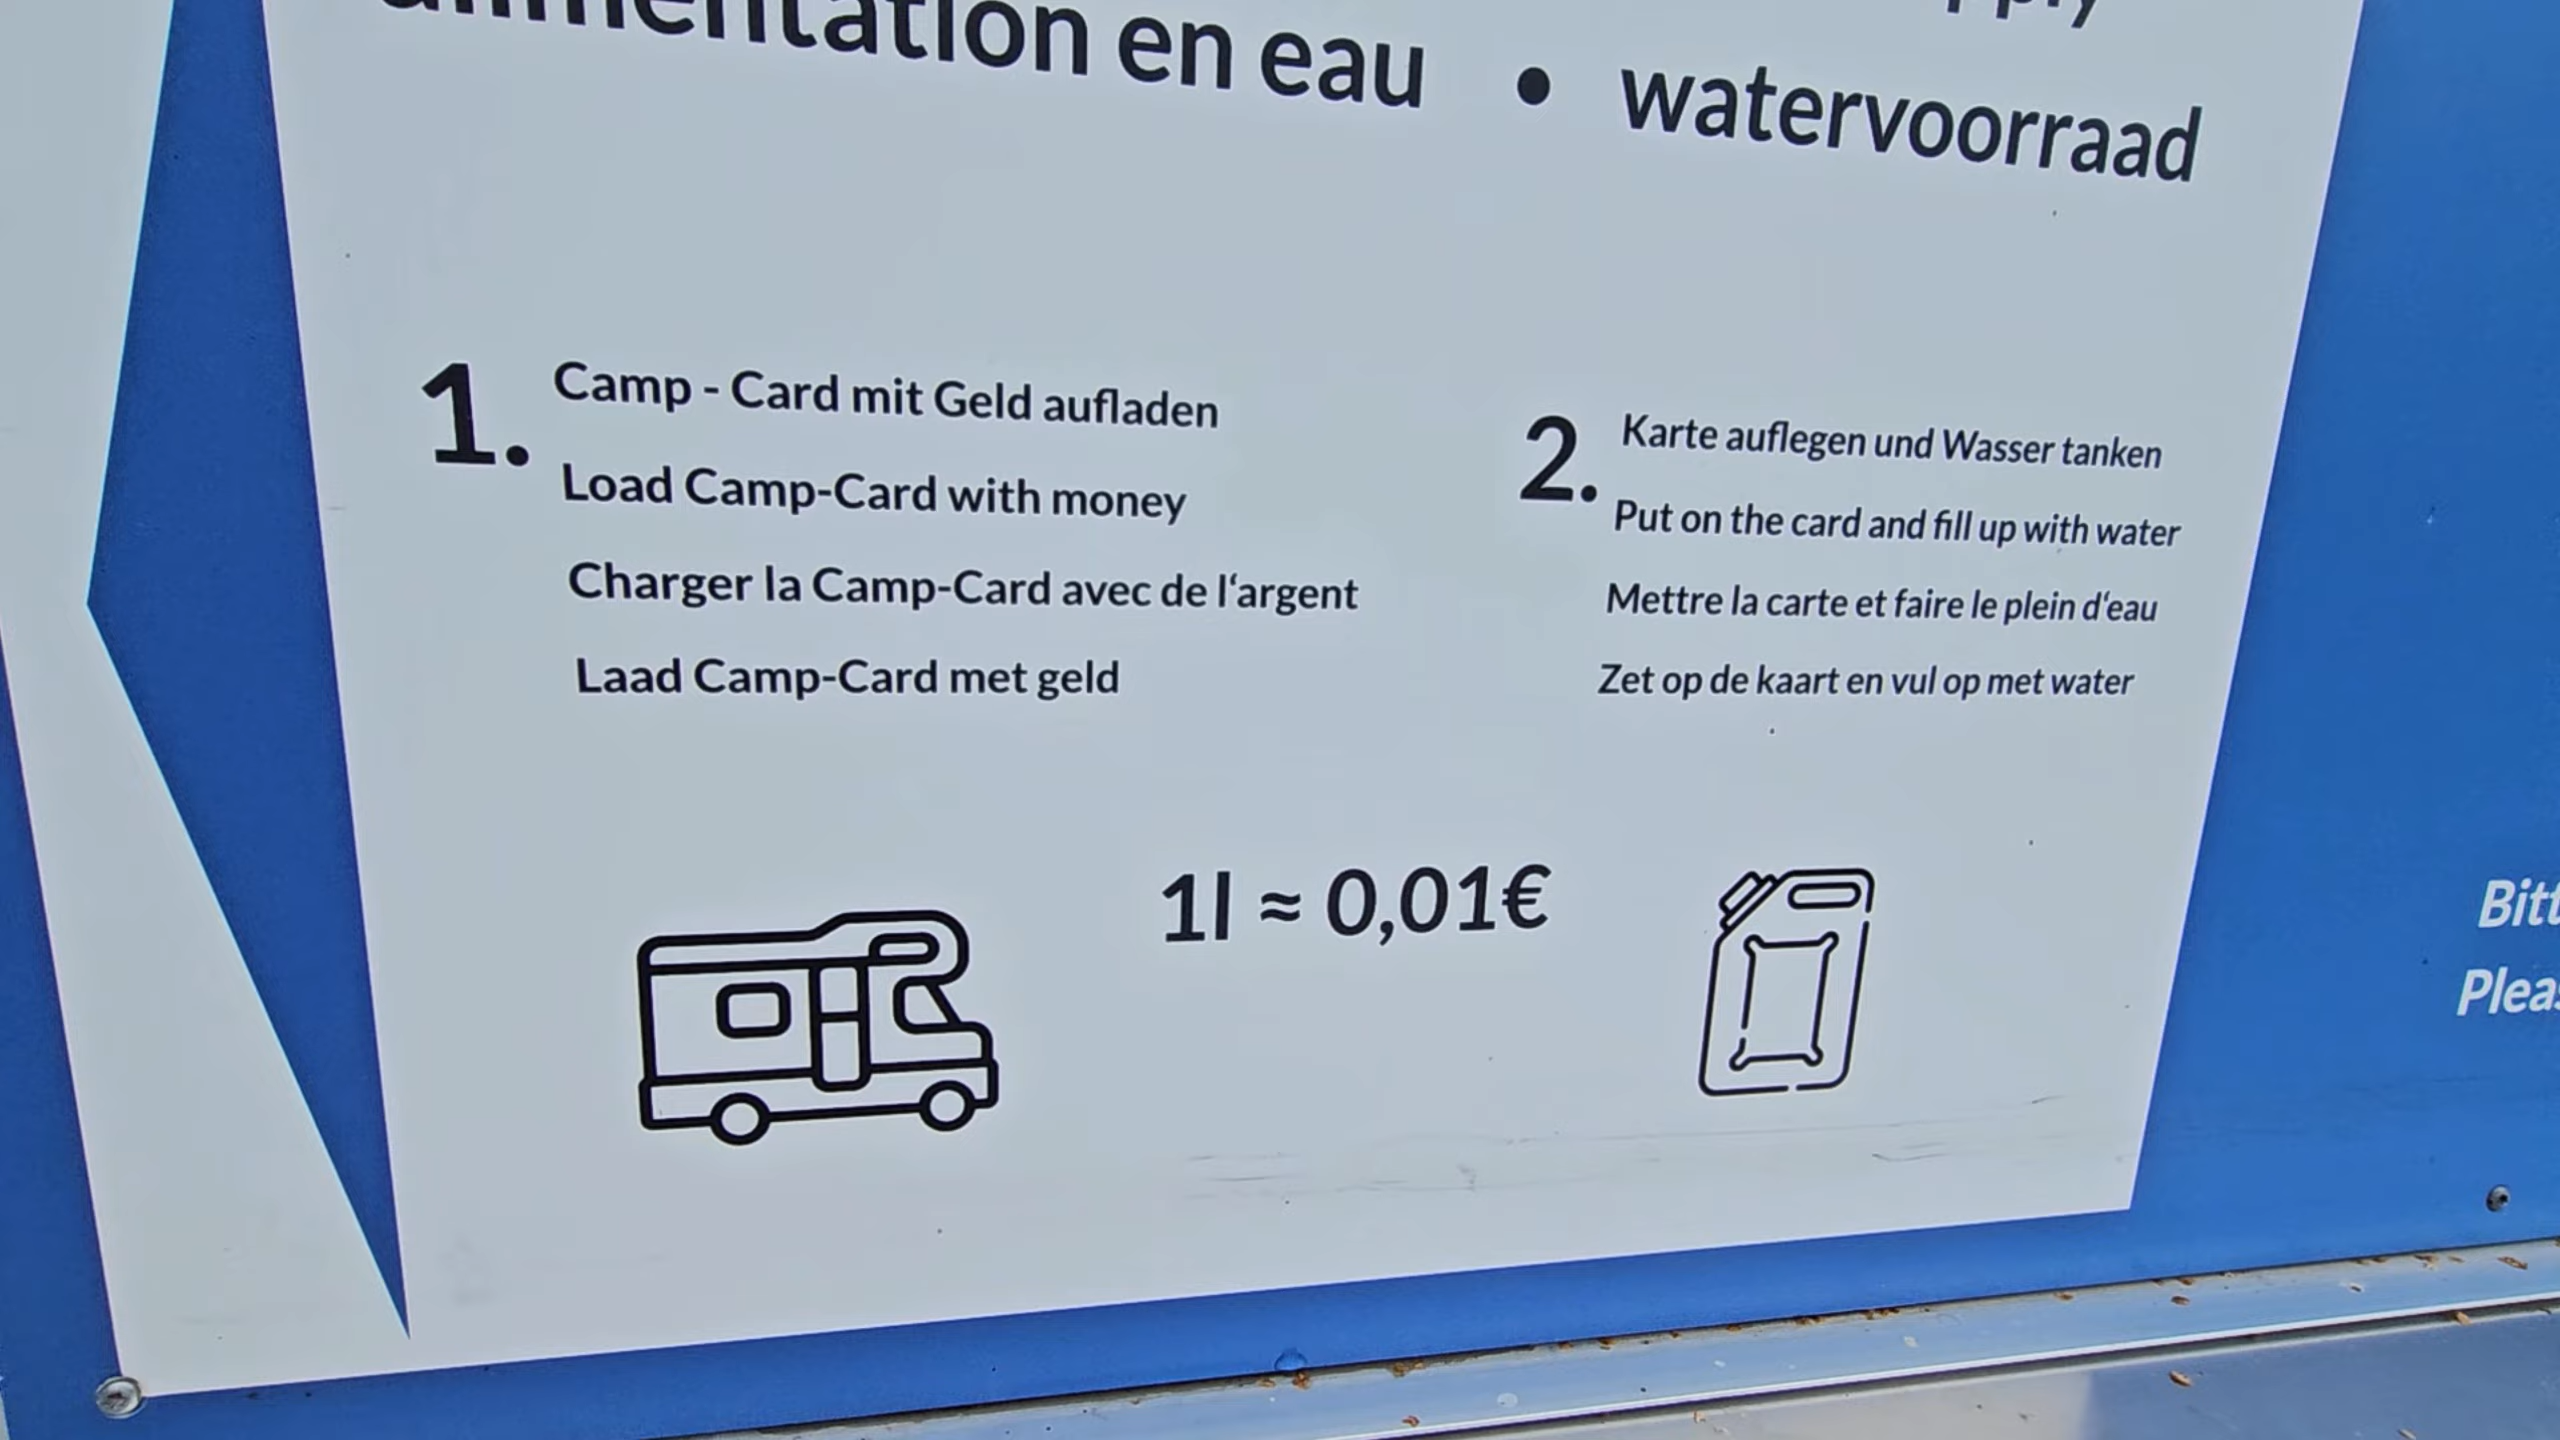 alimentation en eau • watervoorraad
1. Camp - Card mit Geld aufladen
Load Camp-Card with money
Charger la Camp-Card avec de l‘argent
Laad Camp-Card met geld
2. Karte auflegen und Wasser tanken
Put on the card and fill up with water
Mettre la carte et faire le plein d‘eau
Zet op de kaart en vul op met water
1l ≈ 0,01€